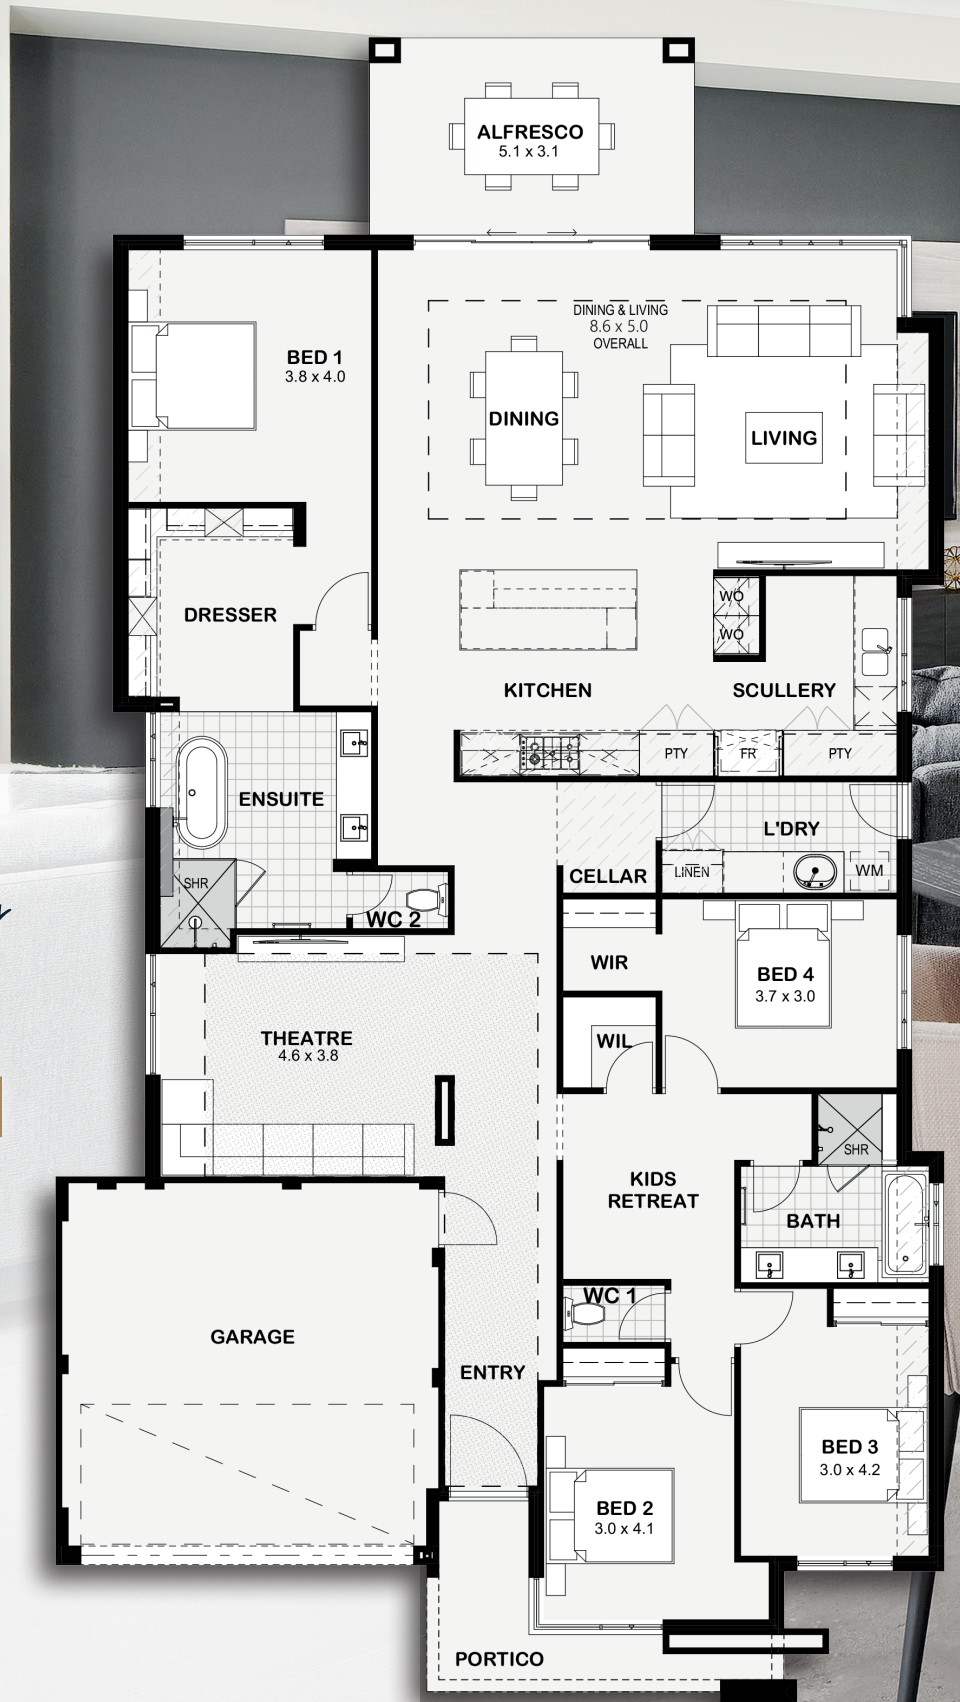 ALFRESCO
5.1 x 3.1
DINING & LIVING
8.6 x 5.0
OVERALL
BED 1
3.8 x 4.0
DINING
LIVING
DRESSER
WO
WO
KITCHEN
SCULLERY
PTY
FR
PTY
ENSUITE
L'DRY
SHR
CELLAR
LINEN
WM
WC 2
WIR
BED 4
3.7 x 3.0
THEATRE
4.6 x 3.8
WIL
SHR
KIDS
RETREAT
BATH
WC 1
GARAGE
ENTRY
BED 3
3.0 x 4.2
BED 2
3.0 x 4.1
PORTICO